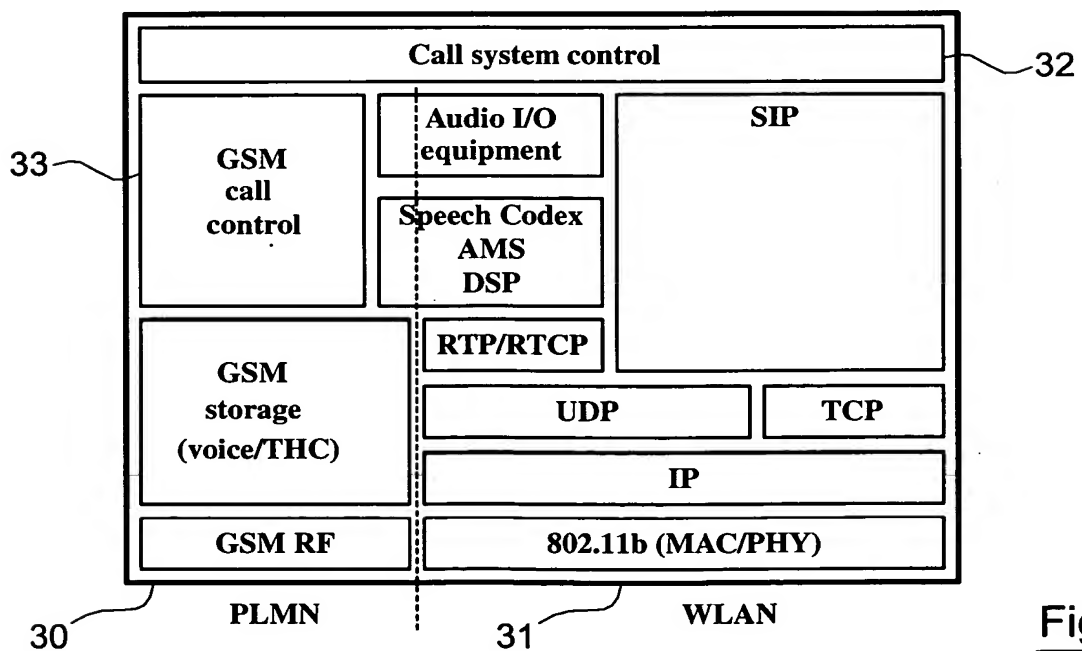 Call system control
32
33
GSM
call
control
Audio I/O
equipment
SIP
Speech Codex
AMS
DSP
RTP/RTCP
GSM
storage
(voice/THC)
UDP
TCP
IP
GSM RF
802.11b (MAC/PHY)
30
PLMN
31
WLAN